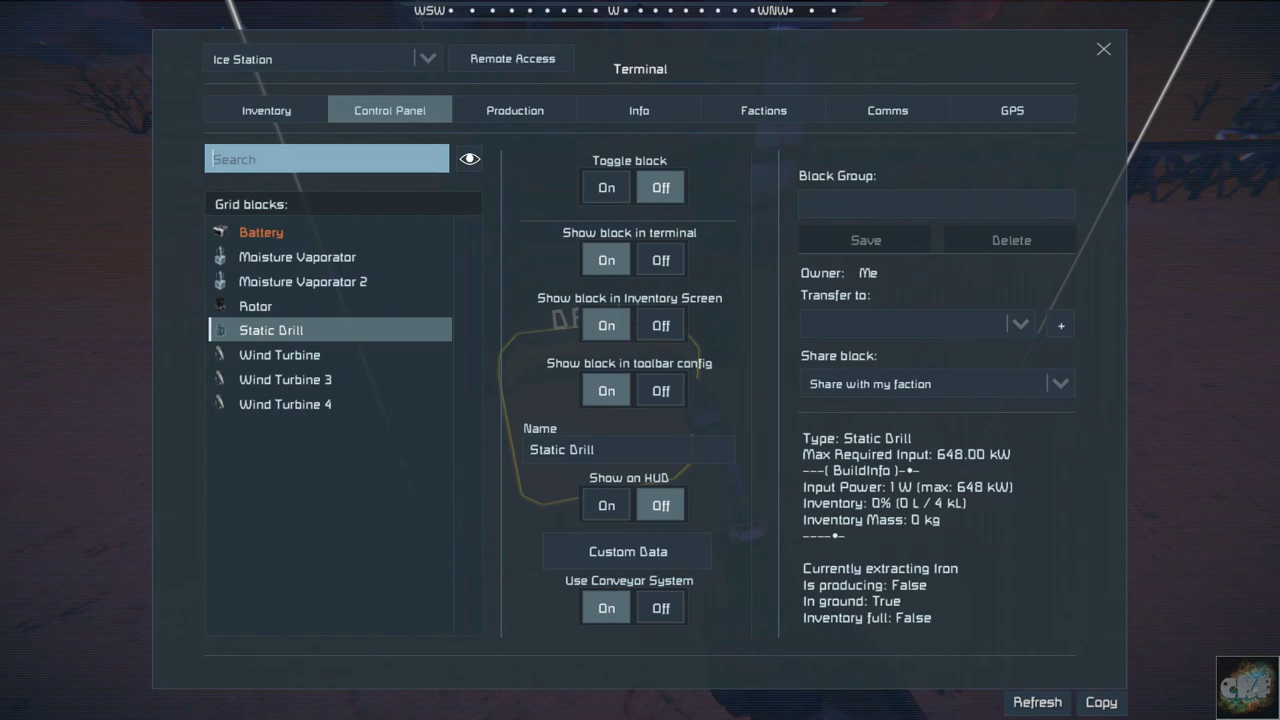 WSW W WNW
Ice Station
Remote Access
Terminal
Inventory
Control Panel
Production
Info
Factions
Comms
GPS
Search
Grid blocks:
Battery
Moisture Vaporator
Moisture Vaporator 2
Rotor
Static Drill
Wind Turbine
Wind Turbine 3
Wind Turbine 4
Toggle block
On Off
Show block in terminal
On Off
Show block in Inventory Screen
On Off
Show block in toolbar config
On Off
Name
Static Drill
Show on HUD
On Off
Custom Data
Use Conveyor System
On Off
Block Group:
Save Delete
Owner: Me
Transfer to:
+
Share block:
Share with my faction
Type: Static Drill
Max Required Input: 648.00 kW
---( BuildInfo )-•-
Input Power: 1 W (max: 648 kW)
Inventory: 0% (0 L / 4 kL)
Inventory Mass: 0 kg
----•-
Currently extracting Iron
Is producing: False
In ground: True
Inventory full: False
Refresh Copy